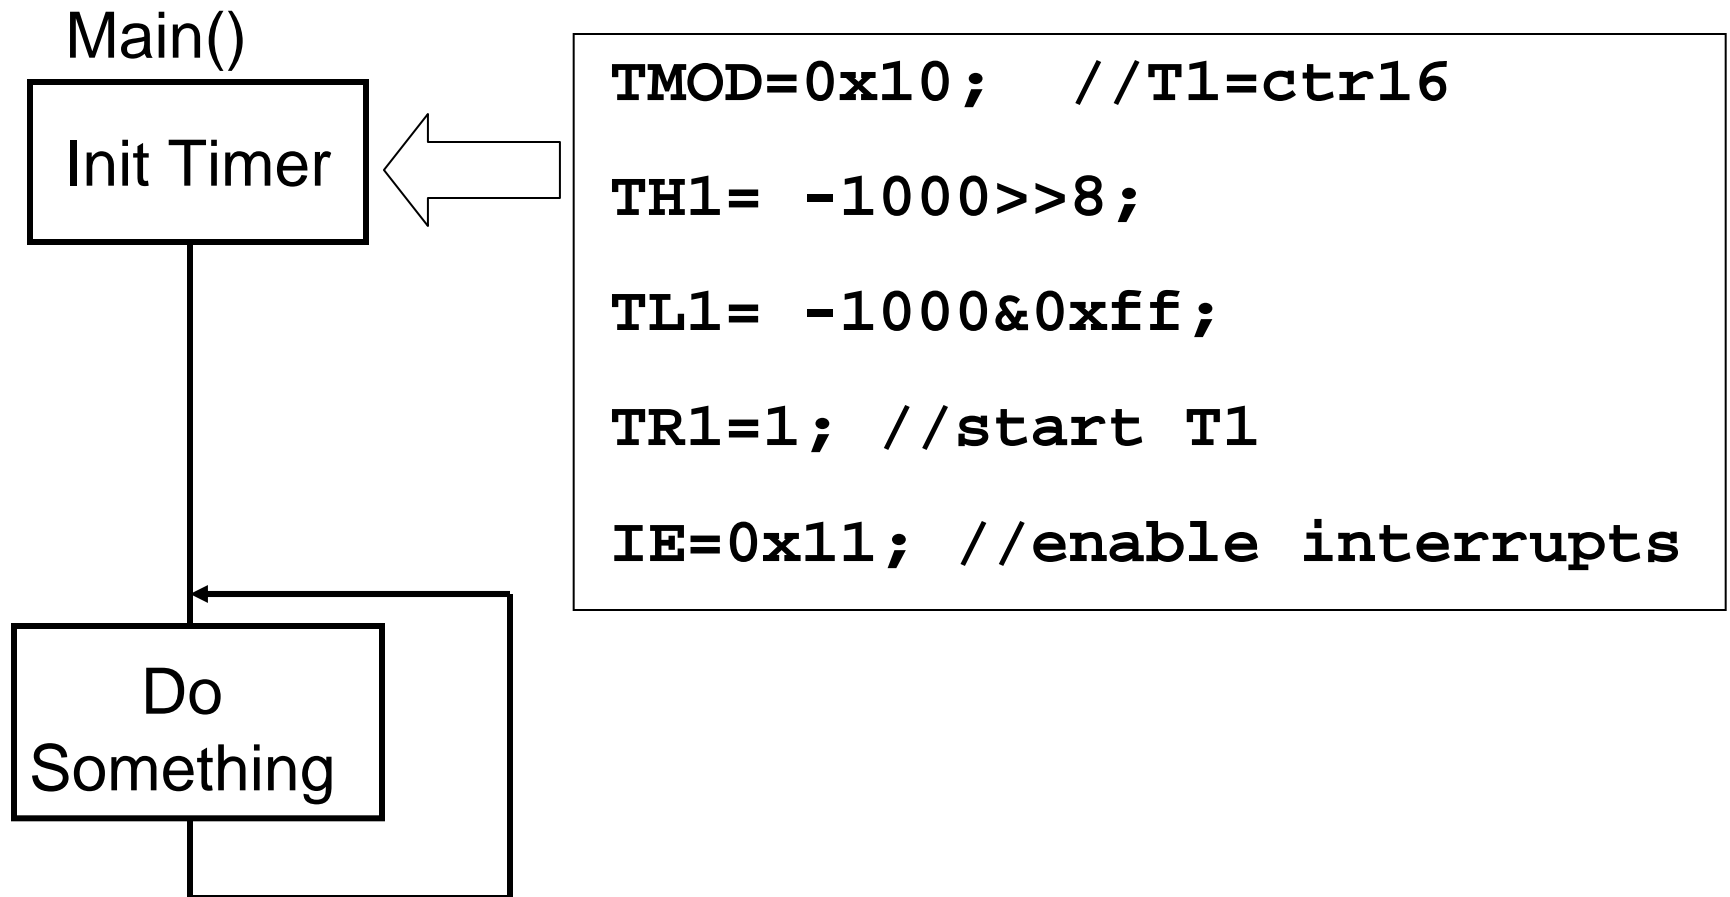 Main()
Init Timer
TMOD=0x10;  //T1=ctr16
TH1= -1000>>8;
TL1= -1000&0xff;
TR1=1; //start T1
IE=0x11; //enable interrupts
Do
Something